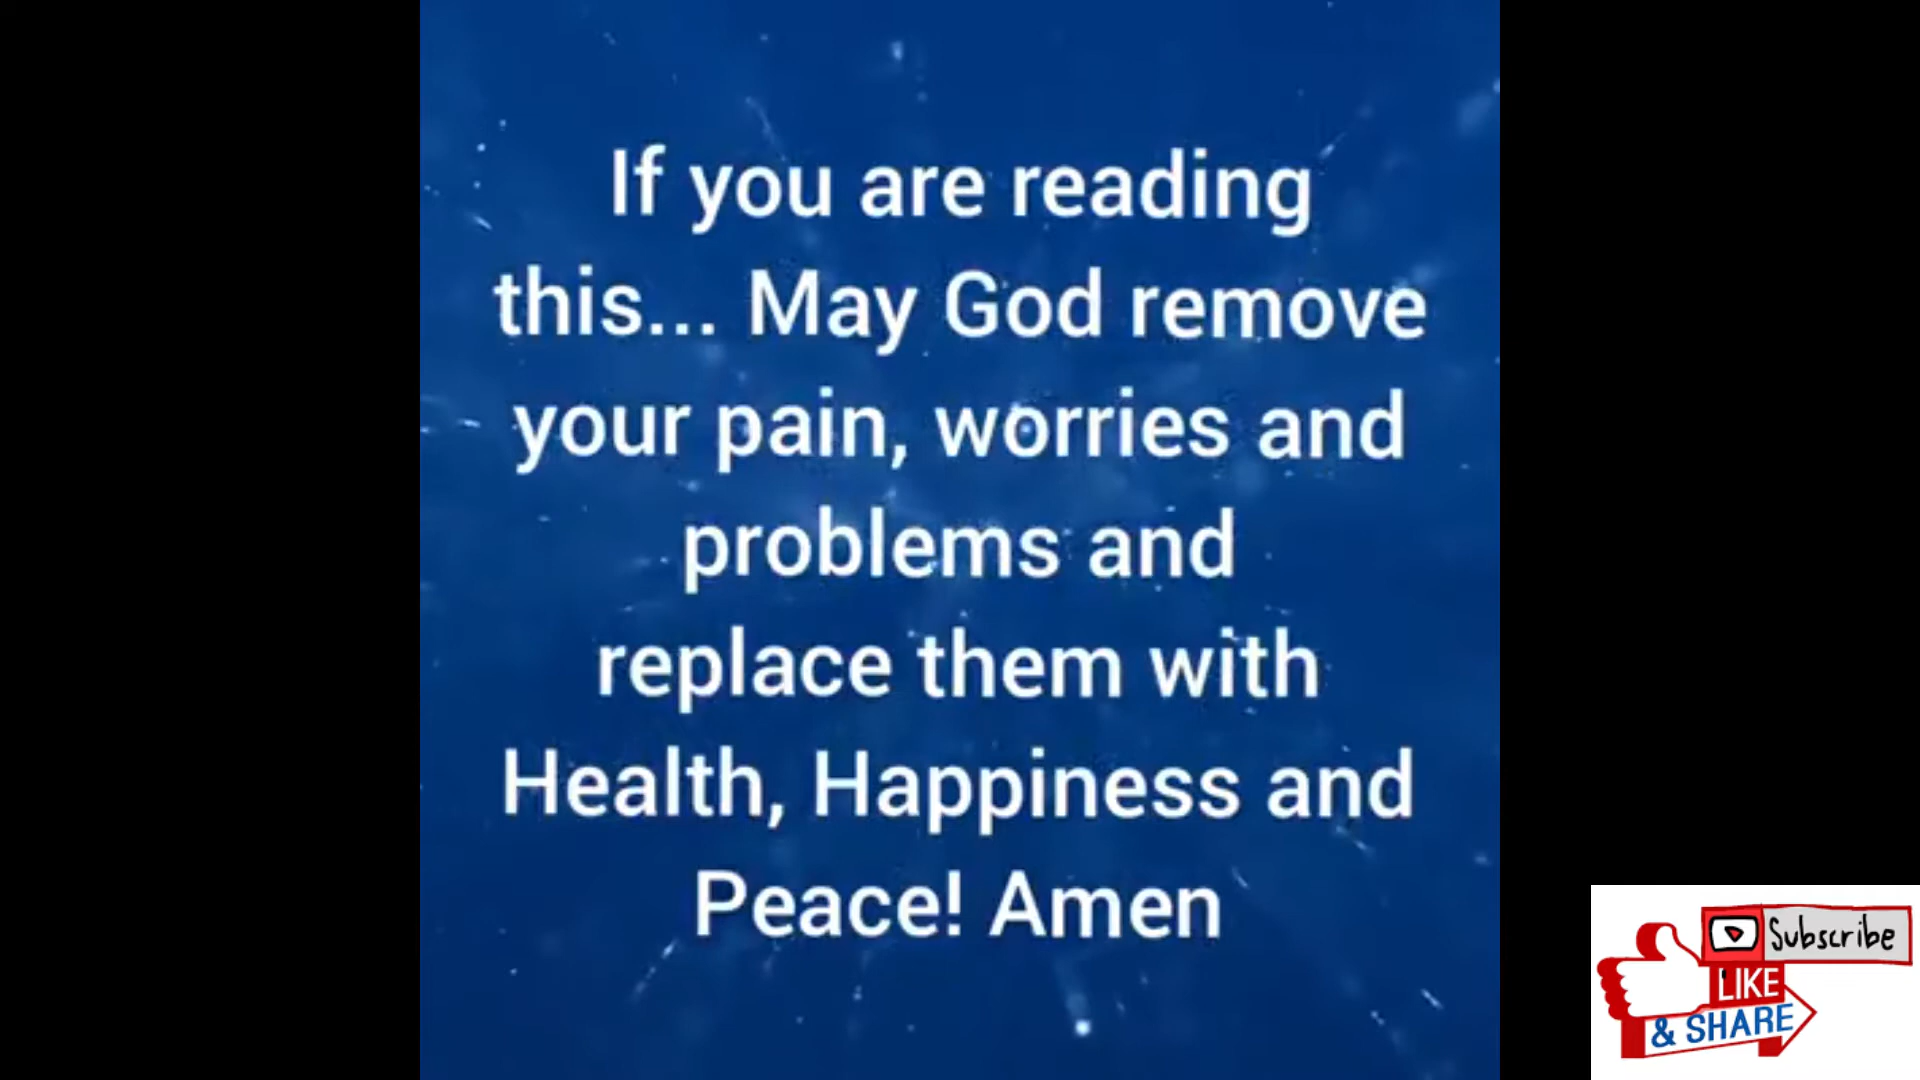 If you are reading
this... May God remove
your pain, worries and
problems and
replace them with
Health, Happiness and
Peace! Amen
Subscribe
LIKE
& SHARE